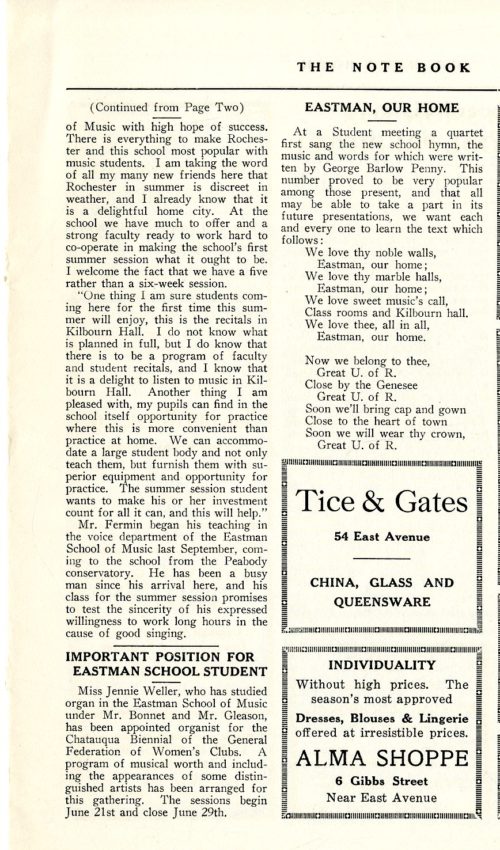 THE NOTE BOOK
(Continued from Page Two)
of Music with high hope of success.
There is everything to make Roches-
ter and this school most popular with
music students. I am taking the word
of all my many new friends here that
Rochester in summer is discreet in
weather, and I already know that it
is a delightful home city. At the
school we have much to offer and a
strong faculty ready to work hard to
co-operate in making the school's first
summer session what it ought to be.
I welcome the fact that we have a five
rather than a six-week session.
"One thing I am sure students com-
ing here for the first time this sum-
mer will enjoy, this is the recitals in
Kilbourn Hall. I do not know what
is planned in full, but I do know that
there is to be a program of faculty
and student recitals, and I know that
it is a delight to listen to music in Kil-
bourn Hall. Another thing I am
pleased with, my pupils can find in the
school itself opportunity for practice
where this is more convenient than
practice at home. We can accommo-
date a large student body and not only
teach them, but furnish them with su-
perior equipment and opportunity for
practice. The summer session student
wants to make his or her investment
count for all it can, and this will help."
Mr. Fermin began his teaching in
the voice department of the Eastman
School of Music last September, com-
ing to the school from the Peabody
conservatory. He has been a busy
man since his arrival here, and his
class for the summer session promises
to test the sincerity of his expressed
willingness to work long hours in the
cause of good singing.
IMPORTANT POSITION FOR
EASTMAN SCHOOL STUDENT
Miss Jennie Weller, who has studied
organ in the Eastman School of Music
under Mr. Bonnet and Mr. Gleason,
has been appointed organist for the
Chatauqua Biennial of the General
Federation of Women's Clubs. A
program of musical worth and includ-
ing the appearances of some distin-
guished artists has been arranged for
this gathering. The sessions begin
June 21st and close June 29th.
EASTMAN, OUR HOME
At a Student meeting a quartet
first sang the new school hymn, the
music and words for which were writ-
ten by George Barlow Penny. This
number proved to be very popular
among those present, and that all
may be able to take a part in its
future presentations, we want each
and every one to learn the text which
follows:
We love thy noble walls,
Eastman, our home;
We love thy marble halls,
Eastman, our home;
We love sweet music's call,
Class rooms and Kilbourn hall.
We love thee, all in all,
Eastman, our home.
Now we belong to thee,
Great U. of R.
Close by the Genesee
Great U. of R.
Soon we'll bring cap and gown
Close to the heart of town
Soon we will wear thy crown,
Great U. of R.
Tice & Gates
54 East Avenue
CHINA, GLASS AND
QUEENSWARE
INDIVIDUALITY
Without high prices. The
season's most approved
Dresses, Blouses & Lingerie
offered at irresistible prices.
ALMA SHOPPE
6 Gibbs Street
Near East Avenue